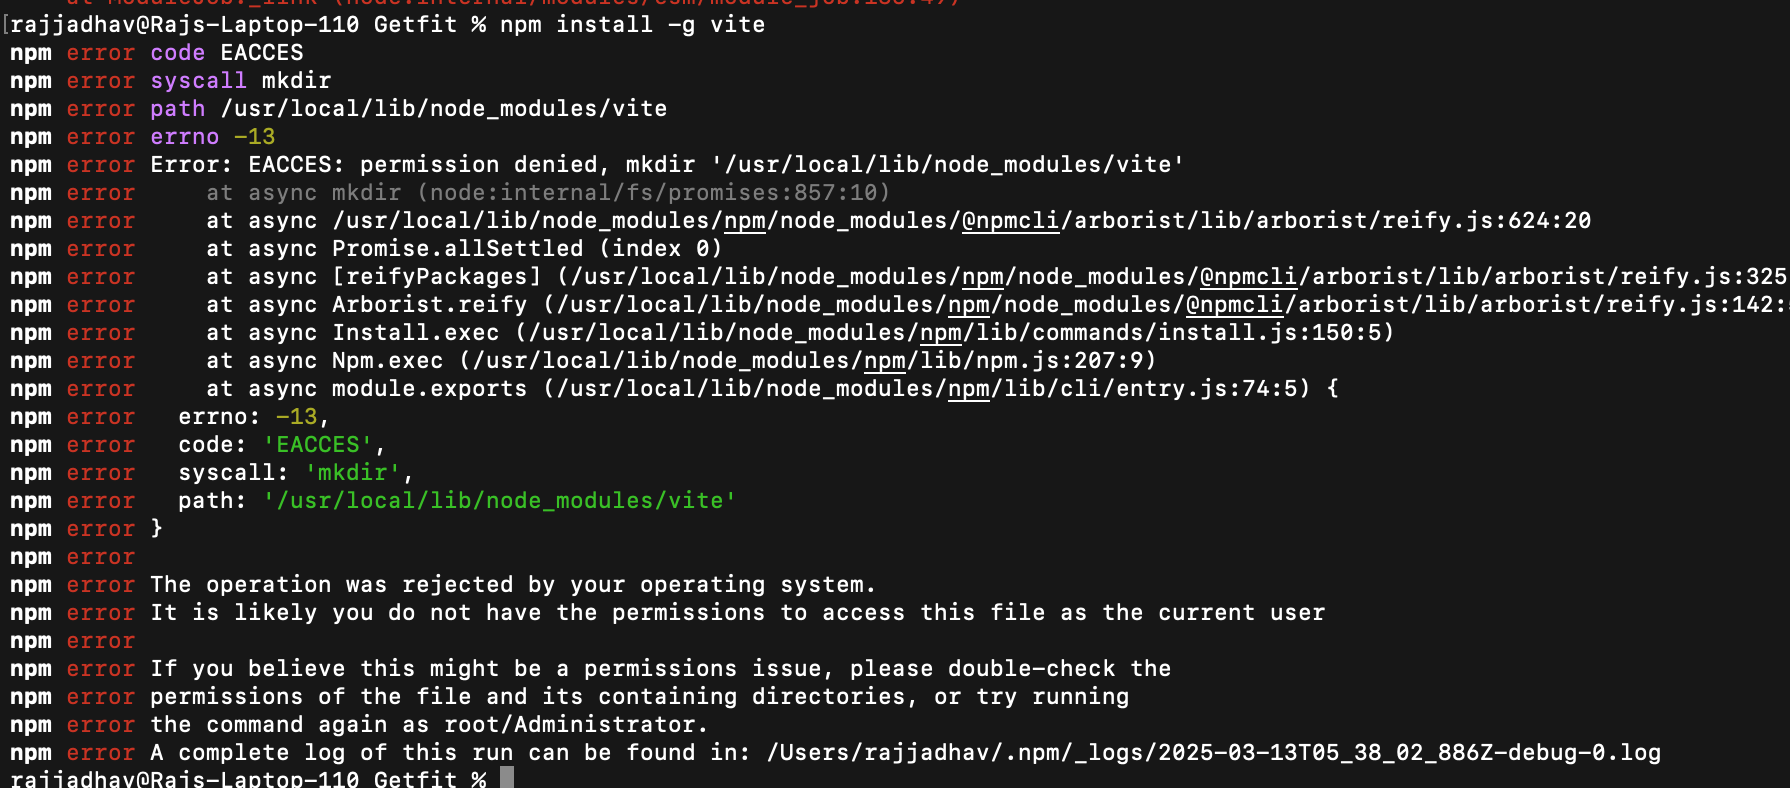 at ModuleJob._link (node:internal/modules/esm/module_job:188:49)
[rajjadhav@Rajs-Laptop-110 Getfit % npm install -g vite
npm error code EACCES
npm error syscall mkdir
npm error path /usr/local/lib/node_modules/vite
npm error errno -13
npm error Error: EACCES: permission denied, mkdir '/usr/local/lib/node_modules/vite'
npm error     at async mkdir (node:internal/fs/promises:857:10)
npm error     at async /usr/local/lib/node_modules/npm/node_modules/@npmcli/arborist/lib/arborist/reify.js:624:20
npm error     at async Promise.allSettled (index 0)
npm error     at async [reifyPackages] (/usr/local/lib/node_modules/npm/node_modules/@npmcli/arborist/lib/arborist/reify.js:325
npm error     at async Arborist.reify (/usr/local/lib/node_modules/npm/node_modules/@npmcli/arborist/lib/arborist/reify.js:142:
npm error     at async Install.exec (/usr/local/lib/node_modules/npm/lib/commands/install.js:150:5)
npm error     at async Npm.exec (/usr/local/lib/node_modules/npm/lib/npm.js:207:9)
npm error     at async module.exports (/usr/local/lib/node_modules/npm/lib/cli/entry.js:74:5) {
npm error   errno: -13,
npm error   code: 'EACCES',
npm error   syscall: 'mkdir',
npm error   path: '/usr/local/lib/node_modules/vite'
npm error }
npm error
npm error The operation was rejected by your operating system.
npm error It is likely you do not have the permissions to access this file as the current user
npm error
npm error If you believe this might be a permissions issue, please double-check the
npm error permissions of the file and its containing directories, or try running
npm error the command again as root/Administrator.
npm error A complete log of this run can be found in: /Users/rajjadhav/.npm/_logs/2025-03-13T05_38_02_886Z-debug-0.log
rajjadhav@Rajs-Laptop-110 Getfit %